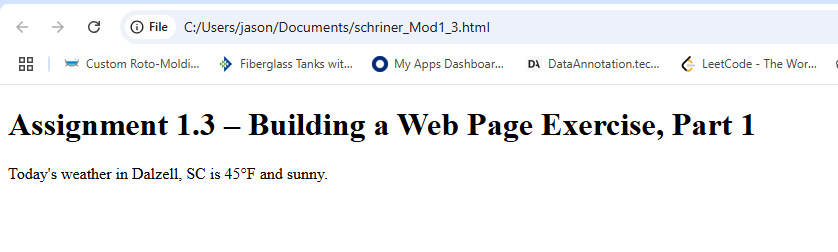 File C:/Users/jason/Documents/schriner_Mod1_3.html
Custom Roto-Moldi... Fiberglass Tanks wit... My Apps Dashboar... DA DataAnnotation.tec... LeetCode - The Wor...
Assignment 1.3 – Building a Web Page Exercise, Part 1
Today's weather in Dalzell, SC is 45°F and sunny.